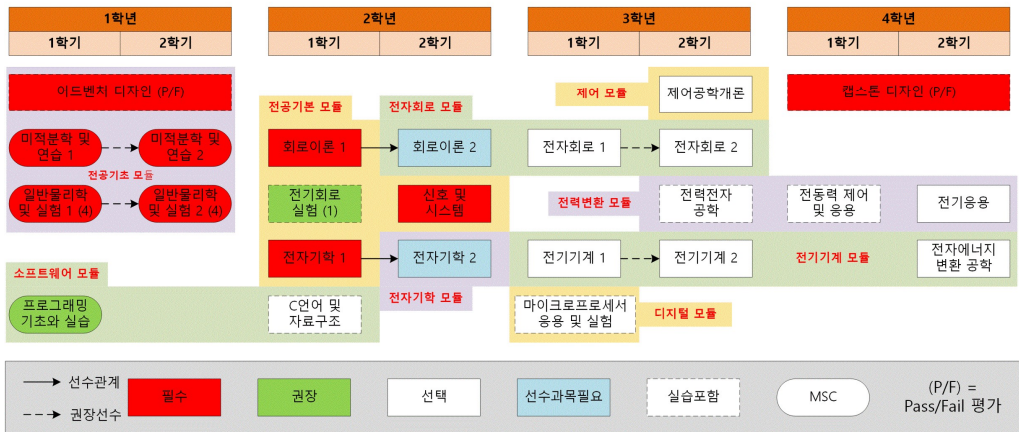 1학년
2학년
3학년
4학년
1학기
2학기
1학기
2학기
1학기
2학기
1학기
2학기
어드벤처 디자인 (P/F)
제어 모듈
제어공학개론
캡스톤 디자인 (P/F)
전공기본 모듈
전자회로 모듈
미적분학 및
연습 1
미적분학 및
연습 2
회로이론 1
회로이론 2
전자회로 1
전자회로 2
전공기초 모듈
일반물리학
및 실험 1 (4)
일반물리학
및 실험 2 (4)
전기회로
실험 (1)
신호 및
시스템
전력변환 모듈
전력전자
공학
전동력 제어
및 응용
전기응용
전자기학 1
전자기학 2
전기기계 1
전기기계 2
전기기계 모듈
전자에너지
변환 공학
소프트웨어 모듈
전자기학 모듈
프로그래밍
기초와 실습
C언어 및
자료구조
마이크로프로세서
응용 및 실험
디지털 모듈
선수관계
권장선수
필수
권장
선택
선수과목필요
실습포함
MSC
(P/F) =
Pass/Fail 평가